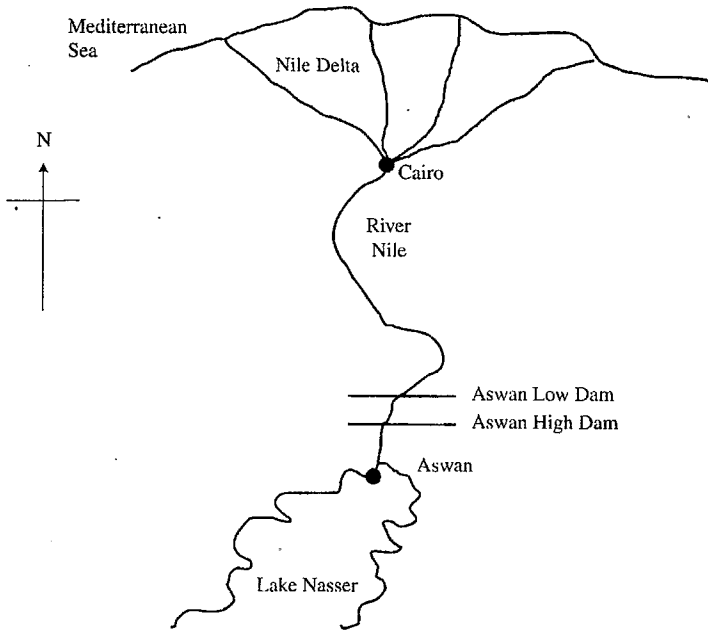 Mediterranean
Sea
Nile Delta
N
Cairo
River
Nile
Aswan Low Dam
Aswan High Dam
Aswan
Lake Nasser